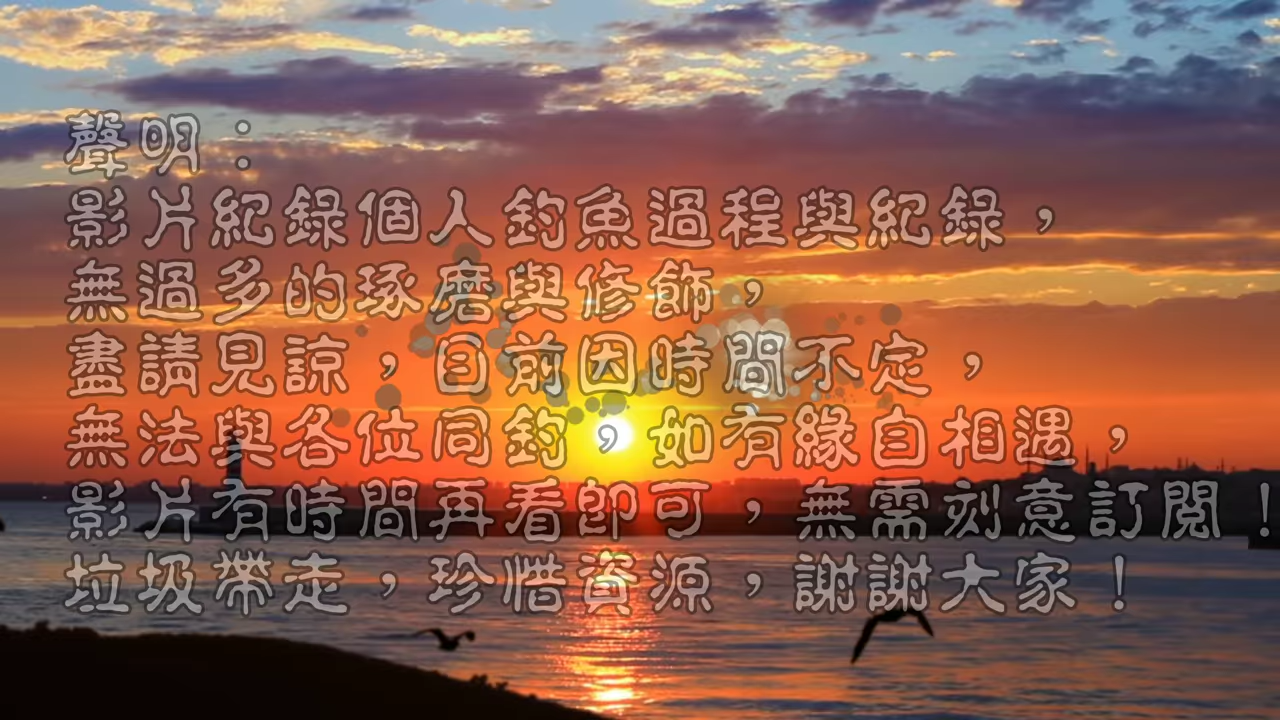 聲明：
影片紀錄個人釣魚過程與紀錄，
無過多的琢磨與修飾，
盡請見諒，目前因時間不定，
無法與各位同釣，如有緣自相遇，
影片有時間再看即可，無需刻意訂閱！
垃圾帶走，珍惜資源，謝謝大家！